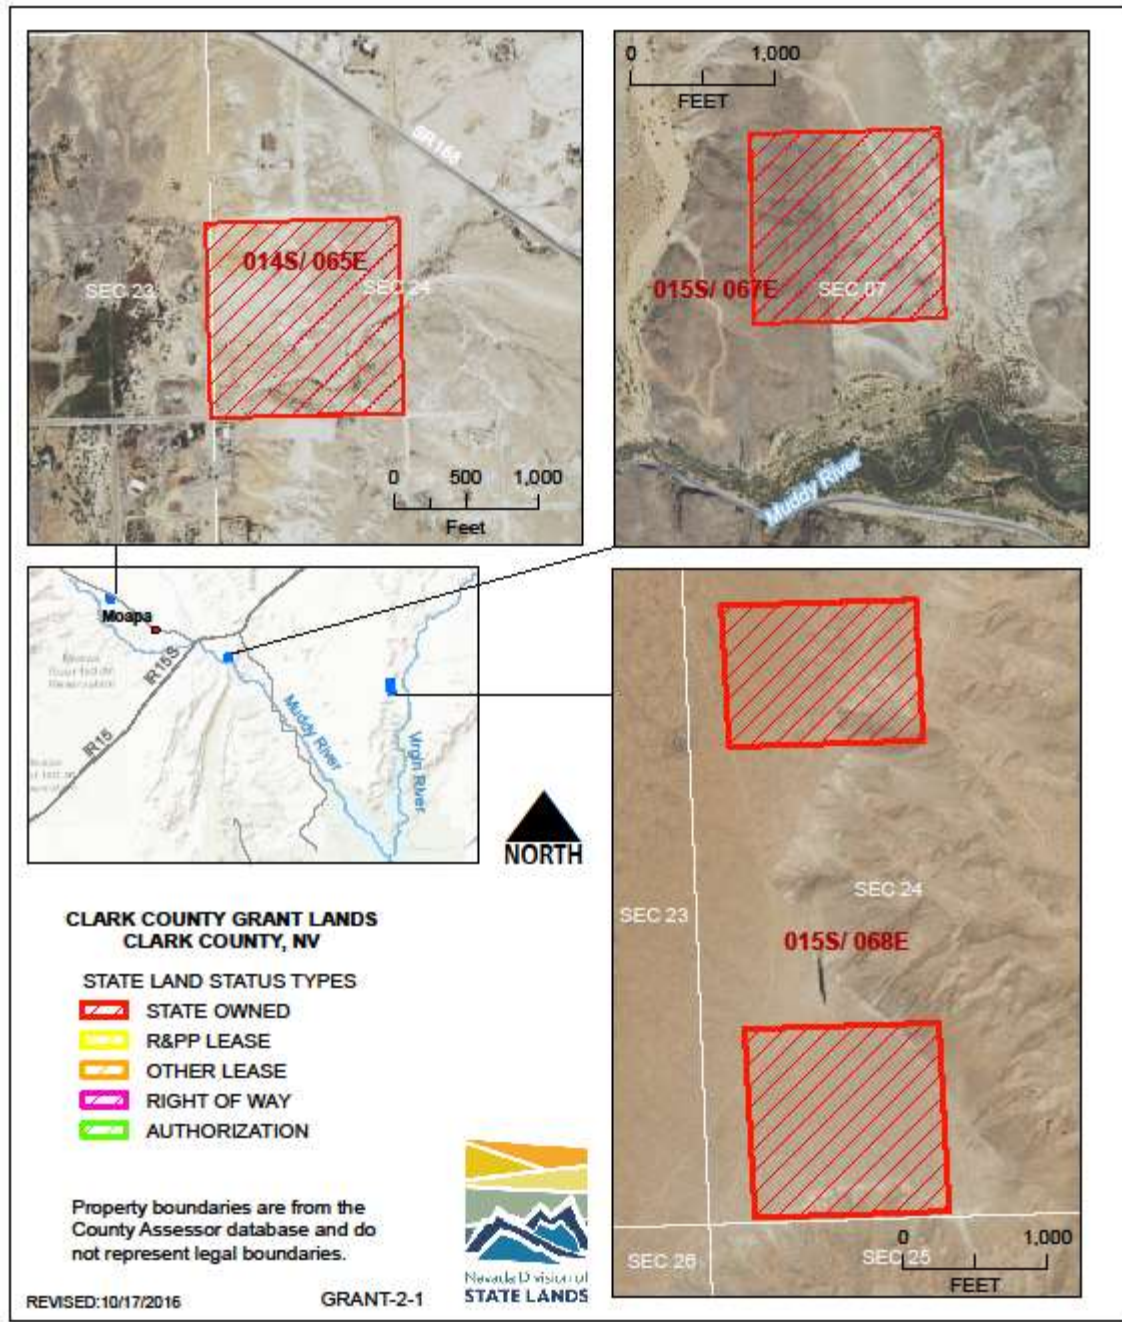 SR168
014S/ 065E
SEC 23
SEC 24
0 500 1,000
Feet
0 1,000
FEET
015S/ 067E
SEC 07
Muddy River
Moapa
IR15S
IR15
Muddy River
Virgin River
NORTH
SEC 24
SEC 23
015S/ 068E
0 1,000
SEC 26
SEC 25
FEET
CLARK COUNTY GRANT LANDS
CLARK COUNTY, NV
STATE LAND STATUS TYPES
STATE OWNED
R&PP LEASE
OTHER LEASE
RIGHT OF WAY
AUTHORIZATION
Property boundaries are from the
County Assessor database and do
not represent legal boundaries.
Nevada Division of
STATE LANDS
REVISED:10/17/2016
GRANT-2-1